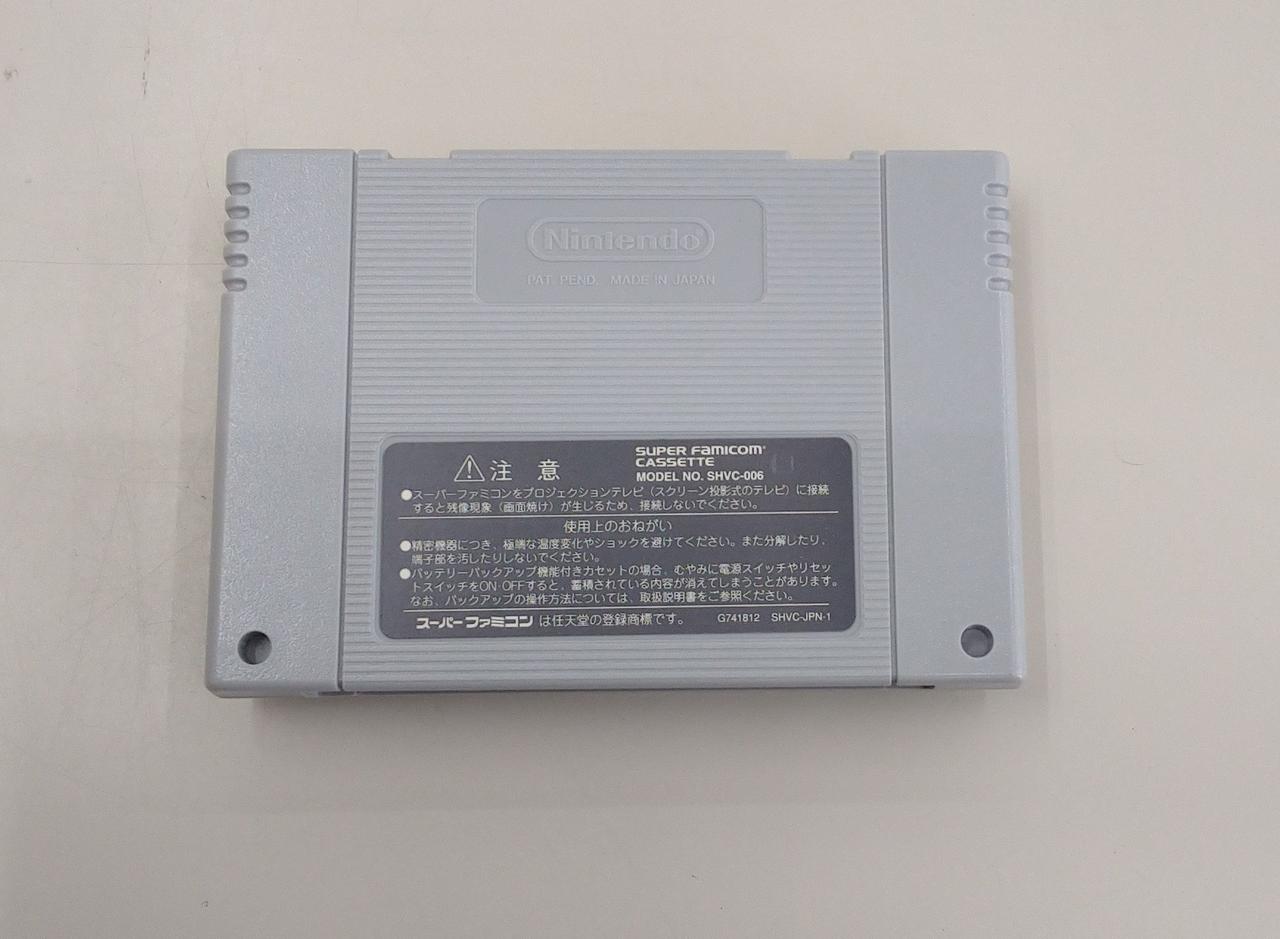 Nintendo
PAT. PEND. MADE IN JAPAN
⚠注 意
SUPER FAMICOM
CASSETTE
MODEL NO. SHVC-006
●スーパーファミコンをプロジェクションテレビ（スクリーン投影式のテレビ）に接続
すると残像現象（画面焼け）が生じるため、接続しないでください。
使用上のおねがい
●精密機器につき、極端な温度変化やショックを避けてください。また分解したり、
端子部を汚したりしないでください。
●バッテリーバックアップ機能付きカセットの場合、むやみに電源スイッチやリセッ
トスイッチをON・OFFすると、蓄積されている内容が消えてしまうことがあります。
なお、バックアップの操作方法については、取扱説明書をご参照ください。
スーパーファミコン は任天堂の登録商標です。 G741812 SHVC-JPN-1